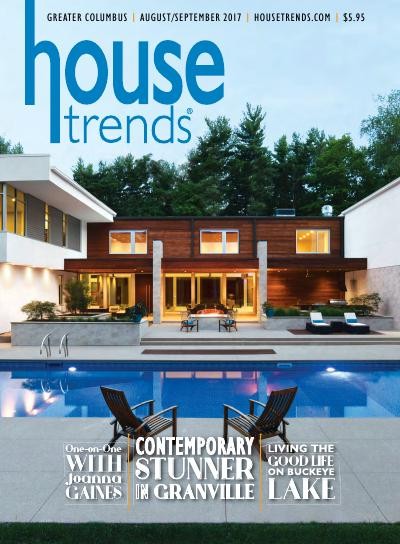 GREATER COLUMBUS | AUGUST/SEPTEMBER 2017 | HOUSETRENDS.COM | $5.95
house
trends®
One-on-One
WITH
Joanna
GAINES
CONTEMPORARY
STUNNER
IN GRANVILLE
LIVING THE
GOOD LIFE
ON BUCKEYE
LAKE